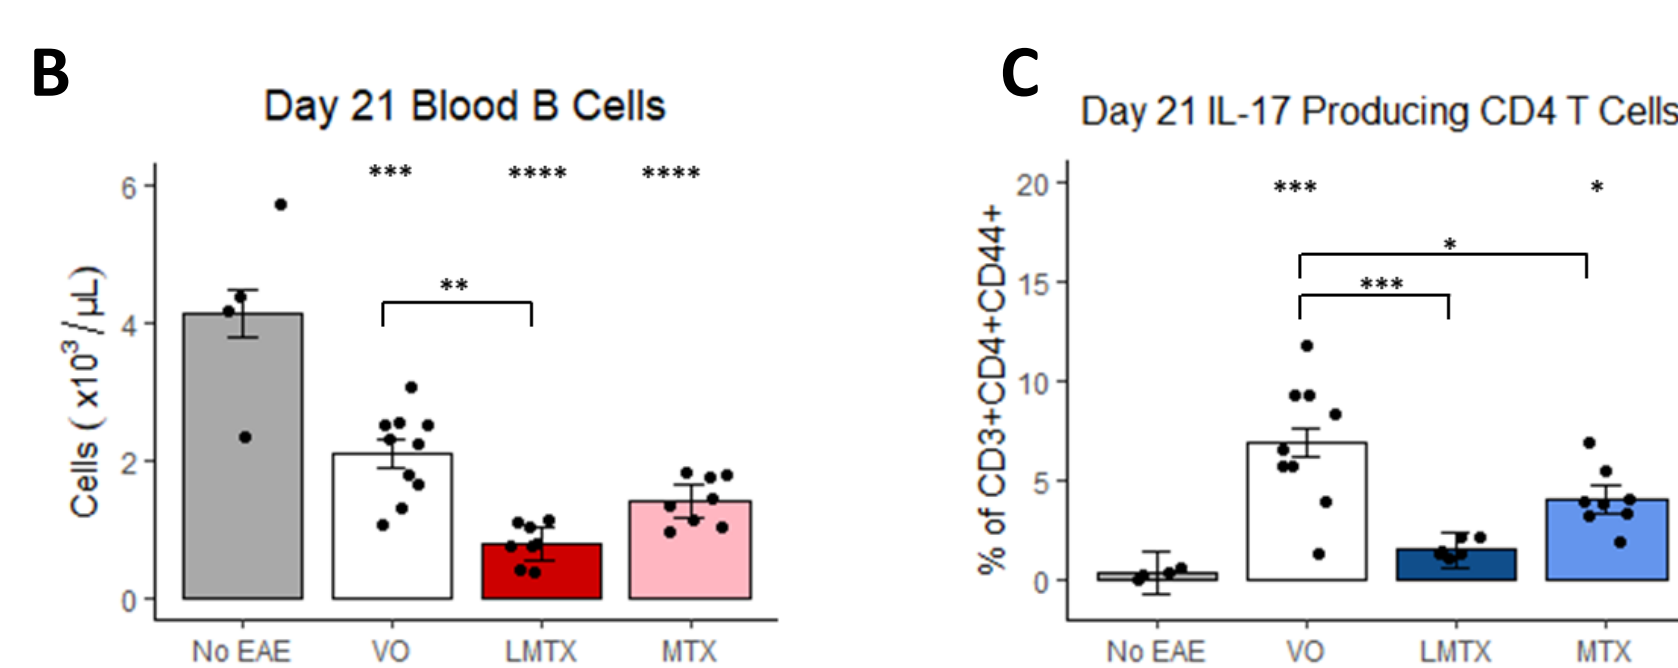 B
Day 21 Blood B Cells
Cells ( x10³ / µL)
6
4
2
0
*** **** ****
**
No EAE VO LMTX MTX
C
Day 21 IL-17 Producing CD4 T Cells
% of CD3+CD4+CD44+
20
15
10
5
0
*** *
*
***
No EAE VO LMTX MTX